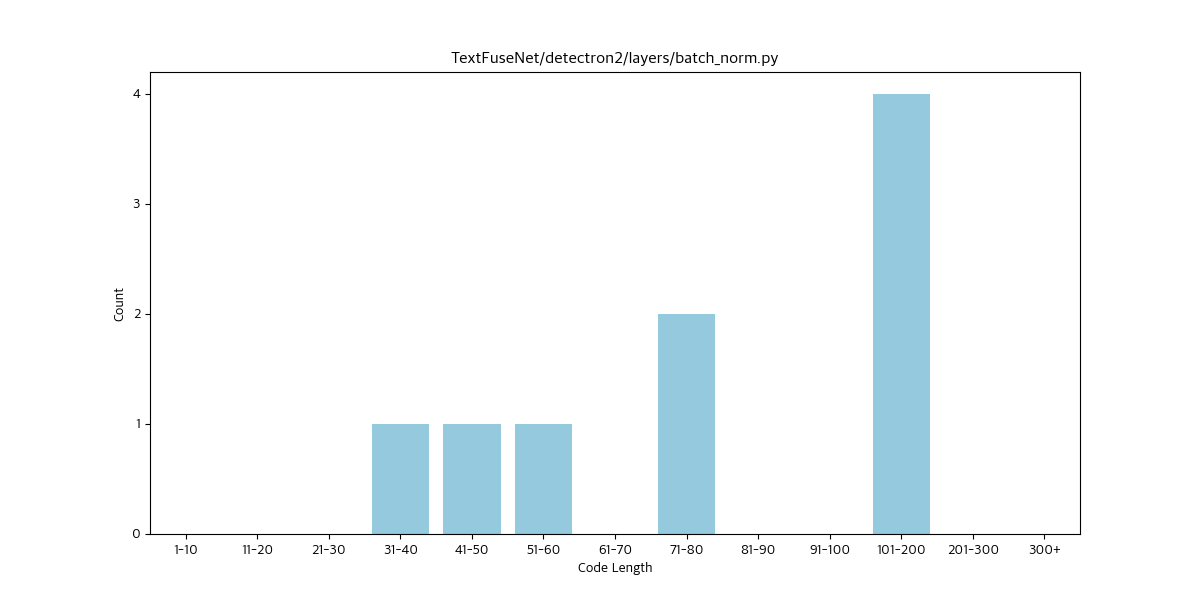 TextFuseNet/detectron2/layers/batch_norm.py
4
3
2
1
0
Count
1-10 11-20 21-30 31-40 41-50 51-60 61-70 71-80 81-90 91-100 101-200 201-300 300+
Code Length